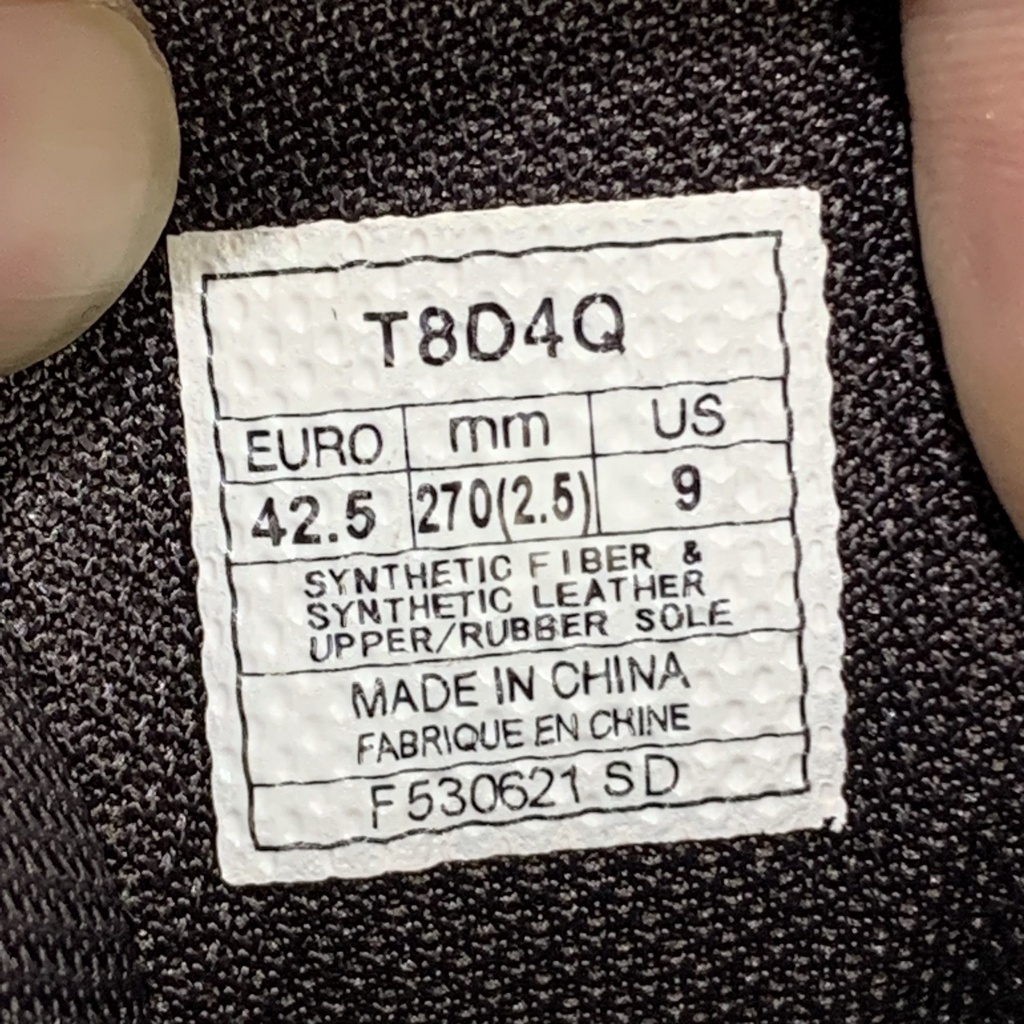 T8D4Q
EURO mm US
42.5 270(2.5) 9
SYNTHETIC FIBER &
SYNTHETIC LEATHER
UPPER/RUBBER SOLE
MADE IN CHINA
FABRIQUE EN CHINE
F530621 SD